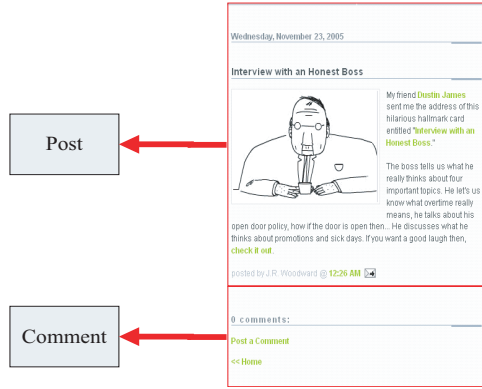 Wednesday, November 23, 2005
Interview with an Honest Boss
My friend Dustin James
sent me the address of this
hilarious hallmark card
entitled "Interview with an
Honest Boss."
The boss tells us what he
really thinks about four
important topics. He let's us
know what overtime really
means, he talks about his
open door policy, how if the door is open then... He discusses what he
thinks about promotions and sick days. If you want a good laugh then,
check it out.
posted by J.R. Woodward @ 12:26 AM
Post
0 comments:
Post a Comment
<< Home
Comment